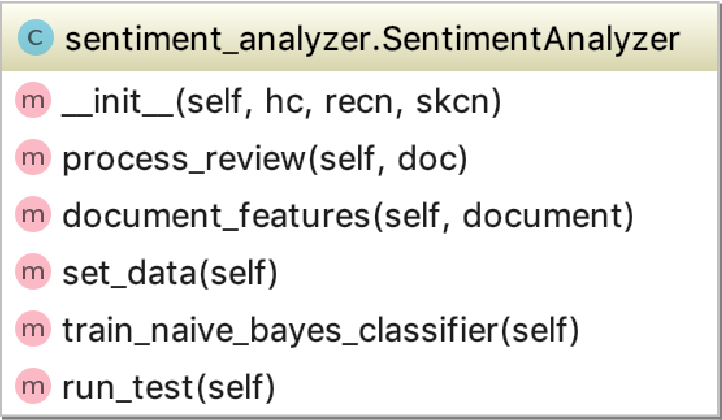 C sentiment_analyzer.SentimentAnalyzer
m __init__(self, hc, recn, skcn)
m process_review(self, doc)
m document_features(self, document)
m set_data(self)
m train_naive_bayes_classifier(self)
m run_test(self)